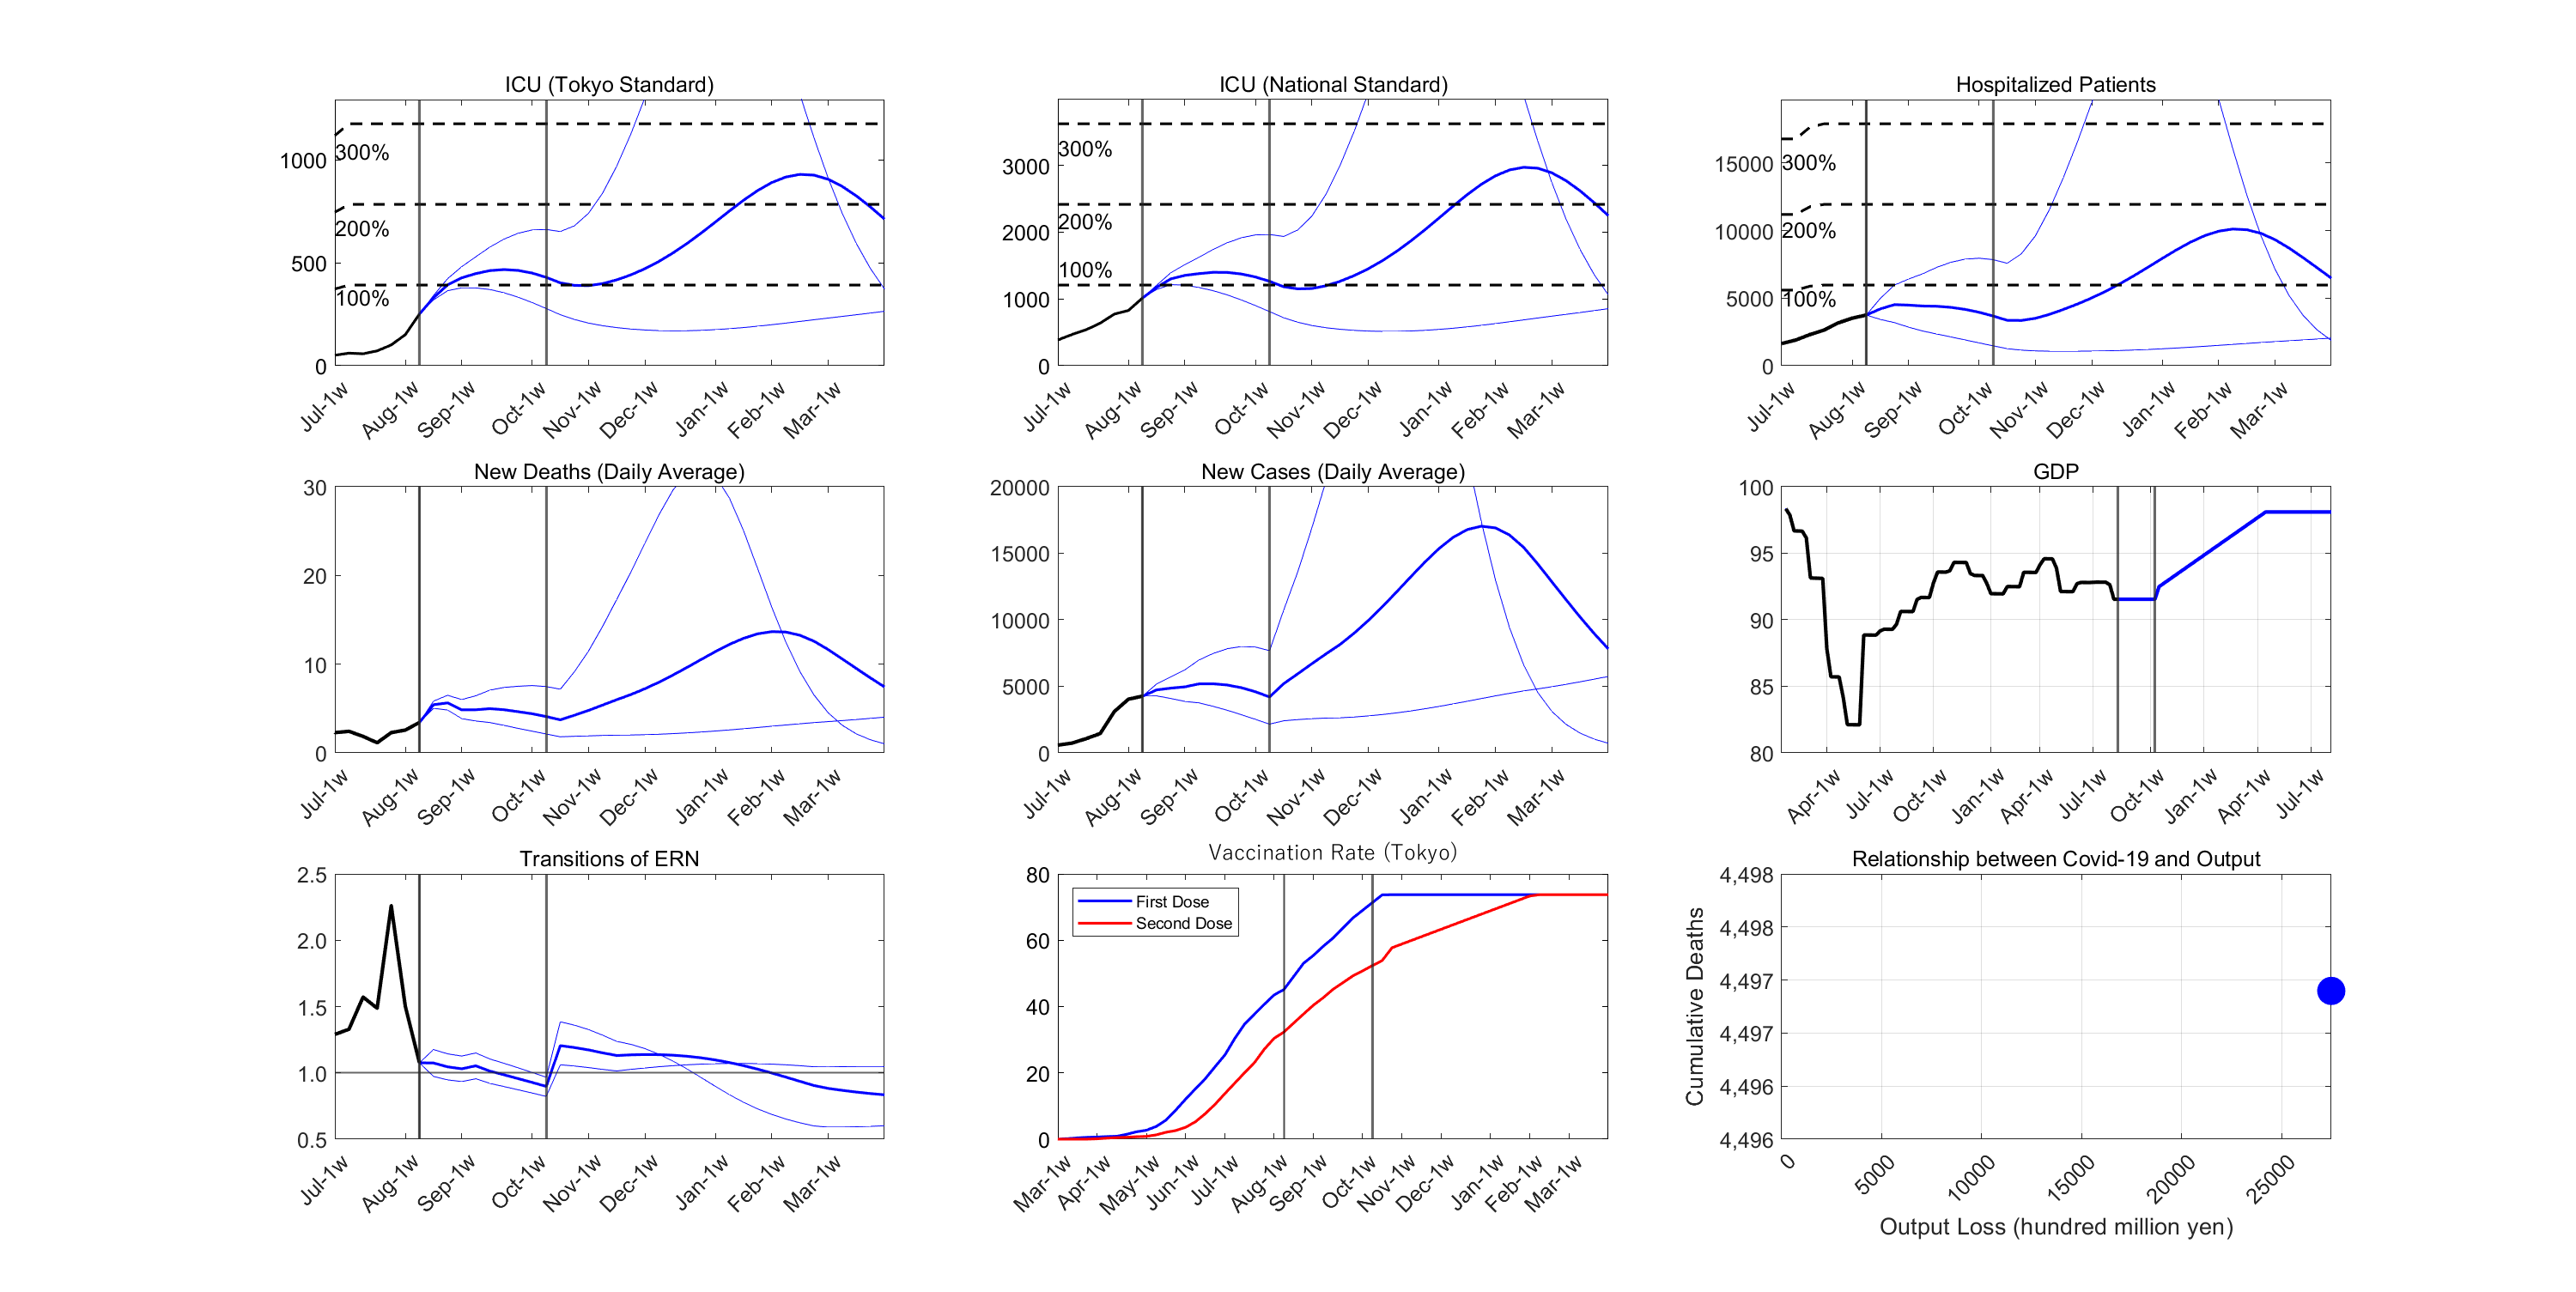 ICU (Tokyo Standard)
1000
500
0
300%
200%
100%
Jul-1w
Aug-1w
Sep-1w
Oct-1w
Nov-1w
Dec-1w
Jan-1w
Feb-1w
Mar-1w
ICU (National Standard)
3000
2000
1000
0
300%
200%
100%
Jul-1w
Aug-1w
Sep-1w
Oct-1w
Nov-1w
Dec-1w
Jan-1w
Feb-1w
Mar-1w
Hospitalized Patients
15000
10000
5000
0
300%
200%
100%
Jul-1w
Aug-1w
Sep-1w
Oct-1w
Nov-1w
Dec-1w
Jan-1w
Feb-1w
Mar-1w
New Deaths (Daily Average)
30
20
10
0
Jul-1w
Aug-1w
Sep-1w
Oct-1w
Nov-1w
Dec-1w
Jan-1w
Feb-1w
Mar-1w
New Cases (Daily Average)
20000
15000
10000
5000
0
Jul-1w
Aug-1w
Sep-1w
Oct-1w
Nov-1w
Dec-1w
Jan-1w
Feb-1w
Mar-1w
GDP
100
95
90
85
80
Apr-1w
Jul-1w
Oct-1w
Jan-1w
Apr-1w
Jul-1w
Oct-1w
Jan-1w
Apr-1w
Jul-1w
Transitions of ERN
2.5
2.0
1.5
1.0
0.5
Jul-1w
Aug-1w
Sep-1w
Oct-1w
Nov-1w
Dec-1w
Jan-1w
Feb-1w
Mar-1w
Vaccination Rate (Tokyo)
80
60
40
20
0
First Dose
Second Dose
Mar-1w
Apr-1w
May-1w
Jun-1w
Jul-1w
Aug-1w
Sep-1w
Oct-1w
Nov-1w
Dec-1w
Jan-1w
Feb-1w
Mar-1w
Relationship between Covid-19 and Output
Cumulative Deaths
4,498
4,498
4,497
4,497
4,496
4,496
0
5000
10000
15000
20000
25000
Output Loss (hundred million yen)